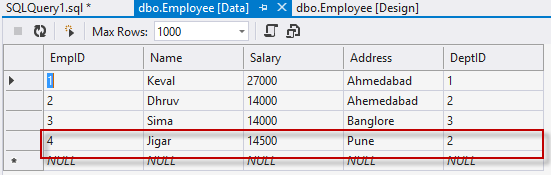 SQLQuery1.sql * dbo.Employee [Data] dbo.Employee [Design]
Max Rows: 1000
EmpID Name Salary Address DeptID
1 Keval 27000 Ahmedabad 1
2 Dhruv 14000 Ahemedabad 2
3 Sima 14000 Banglore 3
4 Jigar 14500 Pune 2
NULL NULL NULL NULL NULL